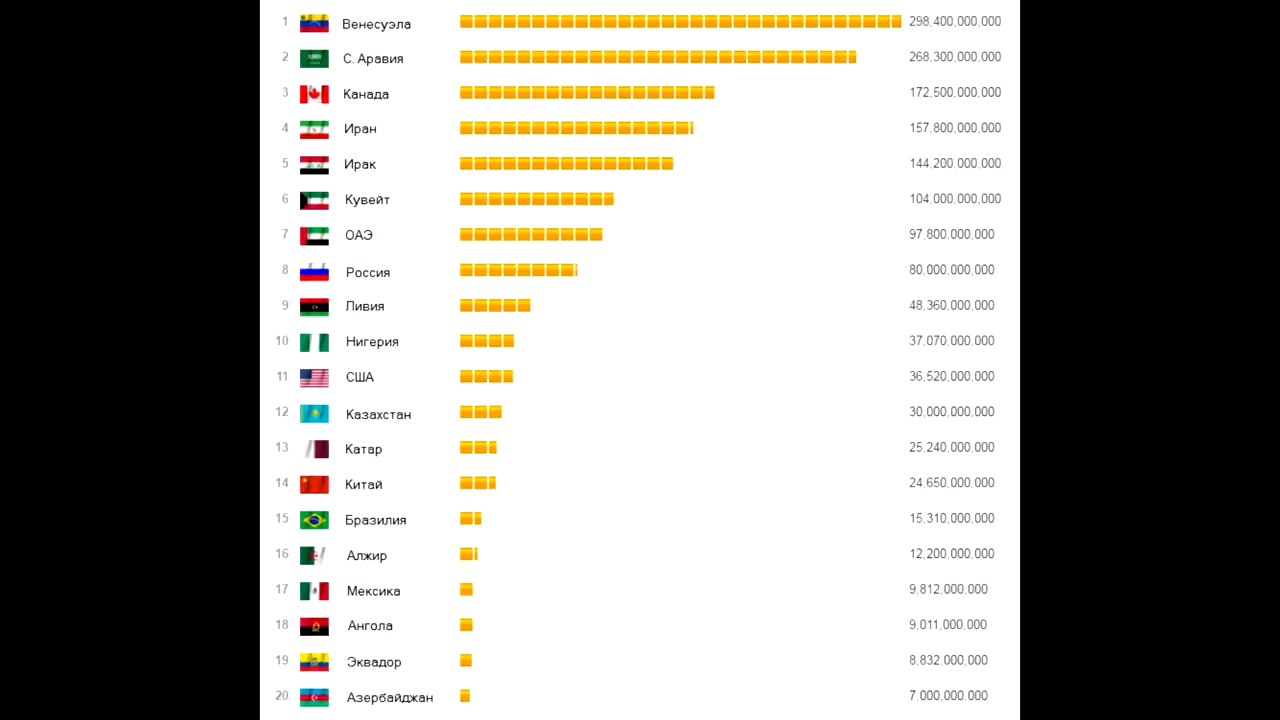 1 Венесуэла 298,400,000,000
2 С. Аравия 268,300,000,000
3 Канада 172,500,000,000
4 Иран 157,800,000,000
5 Ирак 144,200,000,000
6 Кувейт 104,000,000,000
7 ОАЭ 97,800,000,000
8 Россия 80,000,000,000
9 Ливия 48,360,000,000
10 Нигерия 37,070,000,000
11 США 36,520,000,000
12 Казахстан 30,000,000,000
13 Катар 25,240,000,000
14 Китай 24,650,000,000
15 Бразилия 15,310,000,000
16 Алжир 12,200,000,000
17 Мексика 9,812,000,000
18 Ангола 9,011,000,000
19 Эквадор 8,832,000,000
20 Азербайджан 7,000,000,000